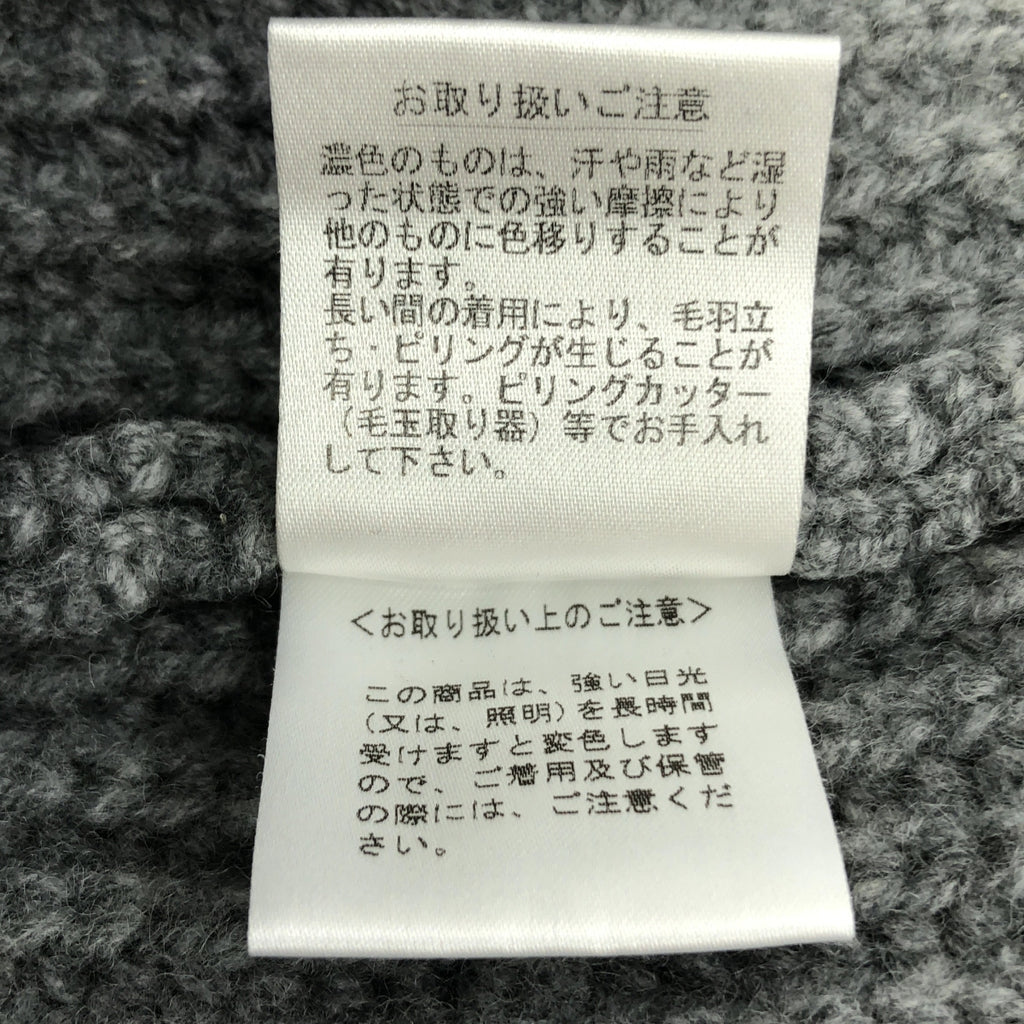 お取り扱いご注意
濃色のものは、汗や雨など湿
った状態での強い摩擦により
他のものに色移りすることが
有ります。
長い間の着用により、毛羽立
ち・ピリングが生じることが
有ります。ピリングカッター
（毛玉取り器）等でお手入れ
して下さい。
＜お取り扱い上のご注意＞
この商品は、強い日光
(又は、照明)を長時間
受けますと変色します
ので、ご着用及び保管
の際には、ご注意くだ
さい。